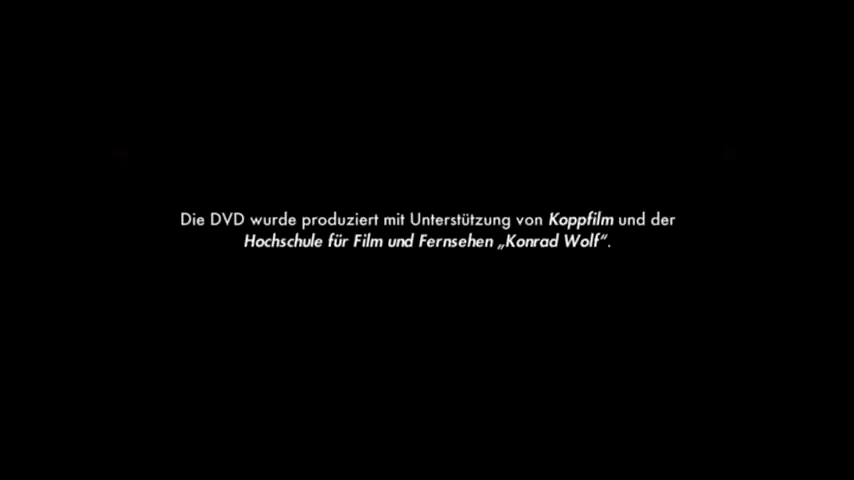 Die DVD wurde produziert mit Unterstützung von Koppfilm und der
Hochschule für Film und Fernsehen „Konrad Wolf“.